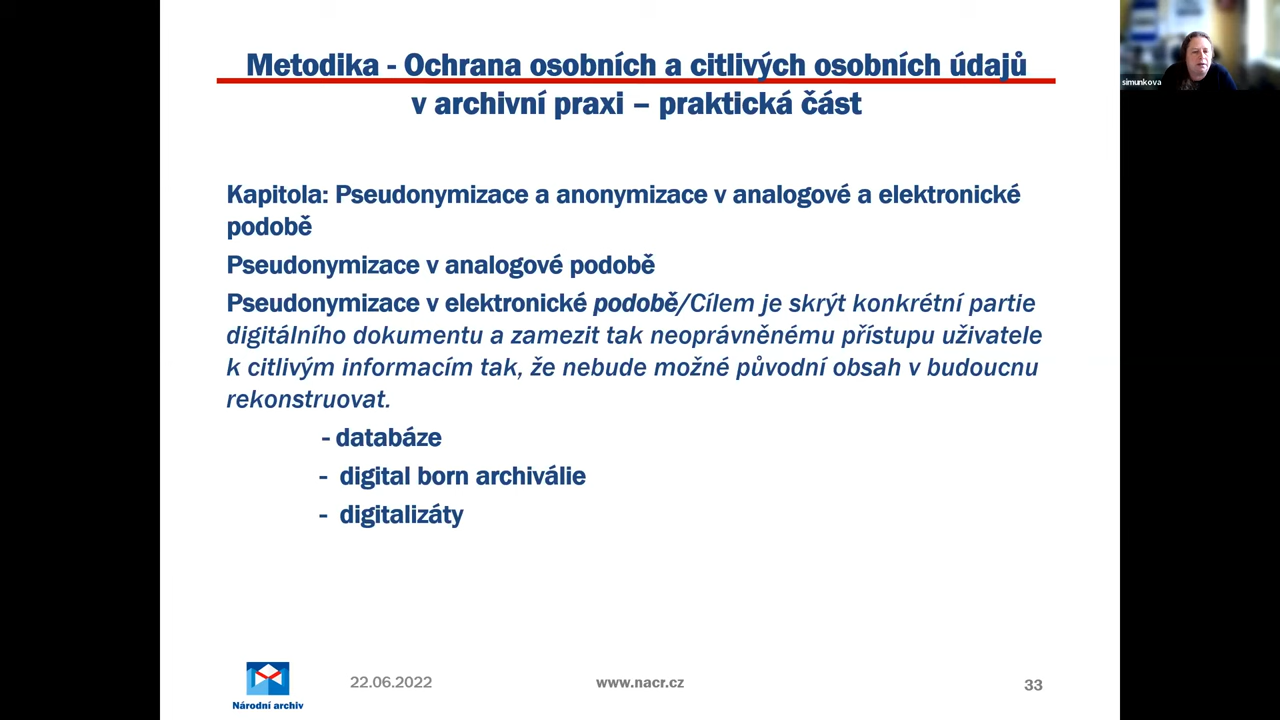 Metodika - Ochrana osobních a citlivých osobních údajů
v archivní praxi – praktická část
simunkova
Kapitola: Pseudonymizace a anonymizace v analogové a elektronické
podobě
Pseudonymizace v analogové podobě
Pseudonymizace v elektronické podobě/Cílem je skrýt konkrétní partie
digitálního dokumentu a zamezit tak neoprávněnému přístupu uživatele
k citlivým informacím tak, že nebude možné původní obsah v budoucnu
rekonstruovat.
- databáze
- digital born archiválie
- digitalizáty
Národní archiv
22.06.2022
www.nacr.cz
33